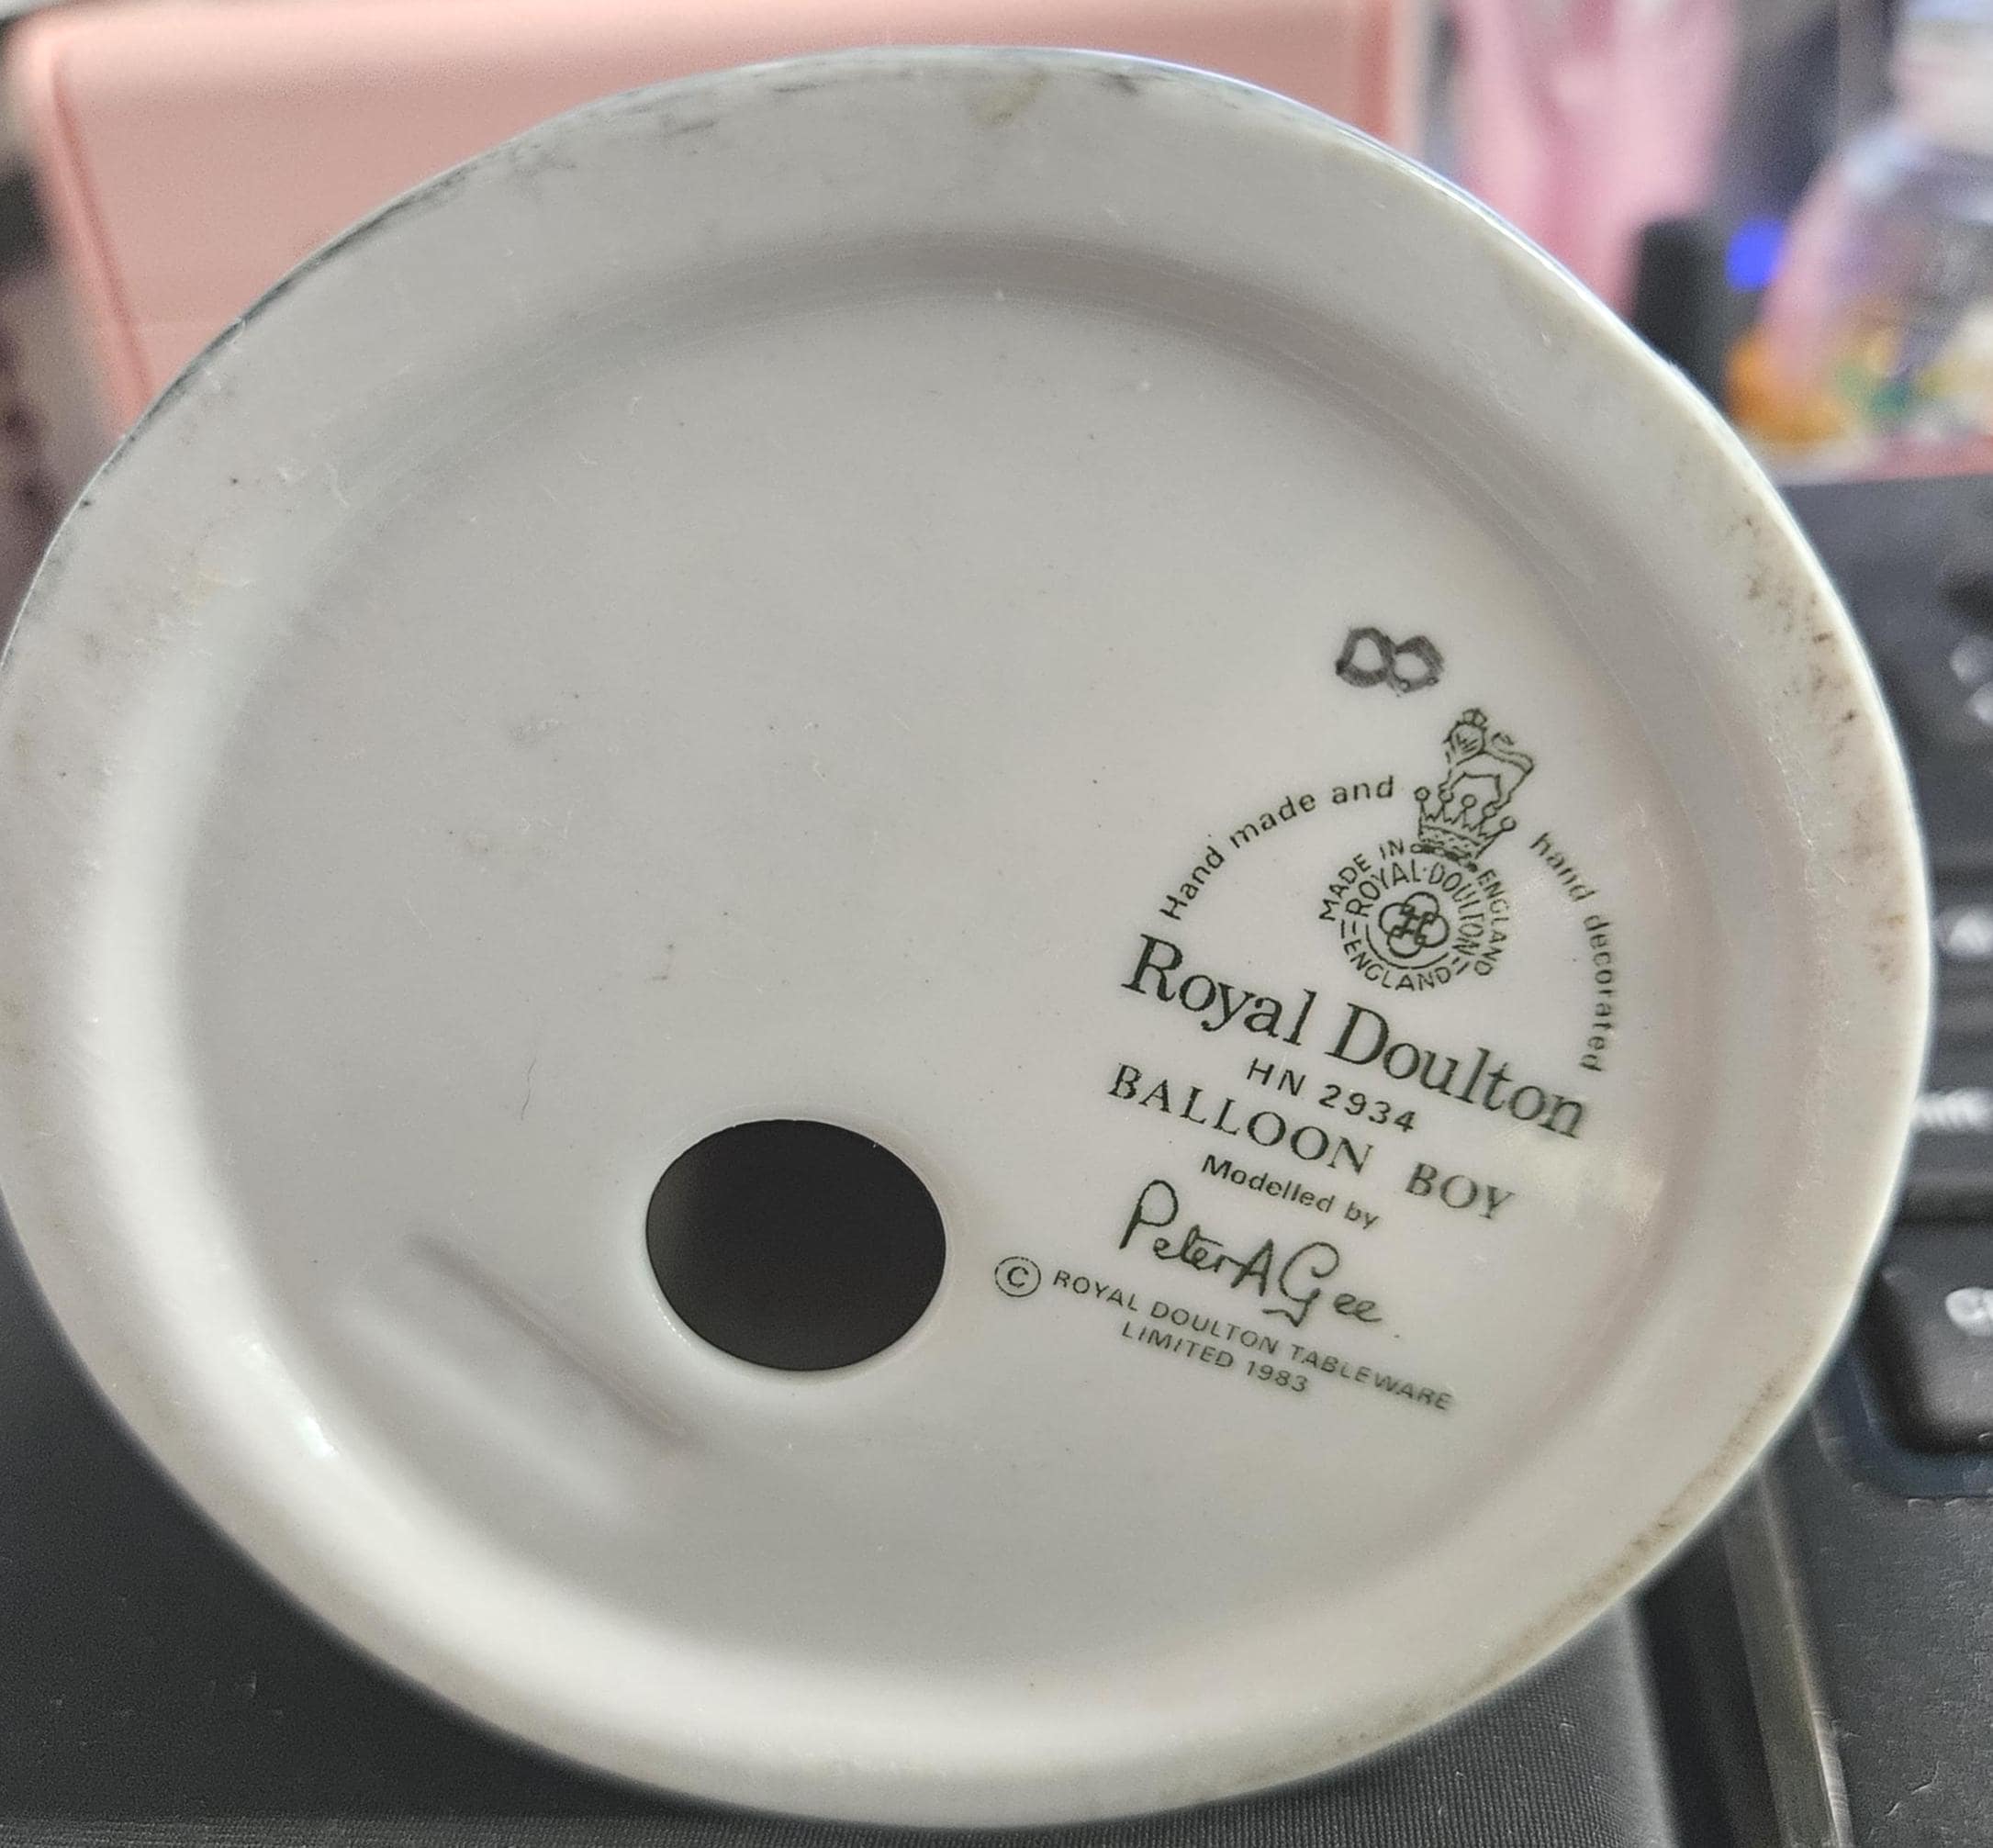 8
Hand made and hand decorated
MADE IN ENGLAND
ROYAL·DOULTON
ENGLAND
Royal Doulton
HN 2934
BALLOON BOY
Modelled by
Peter A Gee
© ROYAL DOULTON TABLEWARE
LIMITED 1983